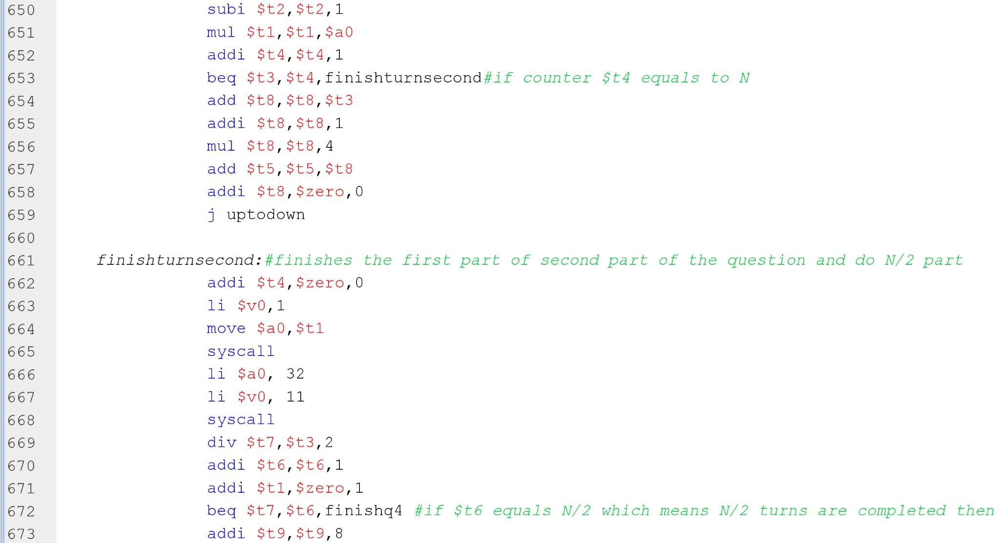 650 subi $t2,$t2,1
651 mul $t1,$t1,$a0
652 addi $t4,$t4,1
653 beq $t3,$t4,finishturnsecond#if counter $t4 equals to N
654 add $t8,$t8,$t3
655 addi $t8,$t8,1
656 mul $t8,$t8,4
657 add $t5,$t5,$t8
658 addi $t8,$zero,0
659 j uptodown
660
661 finishturnsecond:#finishes the first part of second part of the question and do N/2 part
662 addi $t4,$zero,0
663 li $v0,1
664 move $a0,$t1
665 syscall
666 li $a0, 32
667 li $v0, 11
668 syscall
669 div $t7,$t3,2
670 addi $t6,$t6,1
671 addi $t1,$zero,1
672 beq $t7,$t6,finishq4 #if $t6 equals N/2 which means N/2 turns are completed then
673 addi $t9,$t9,8